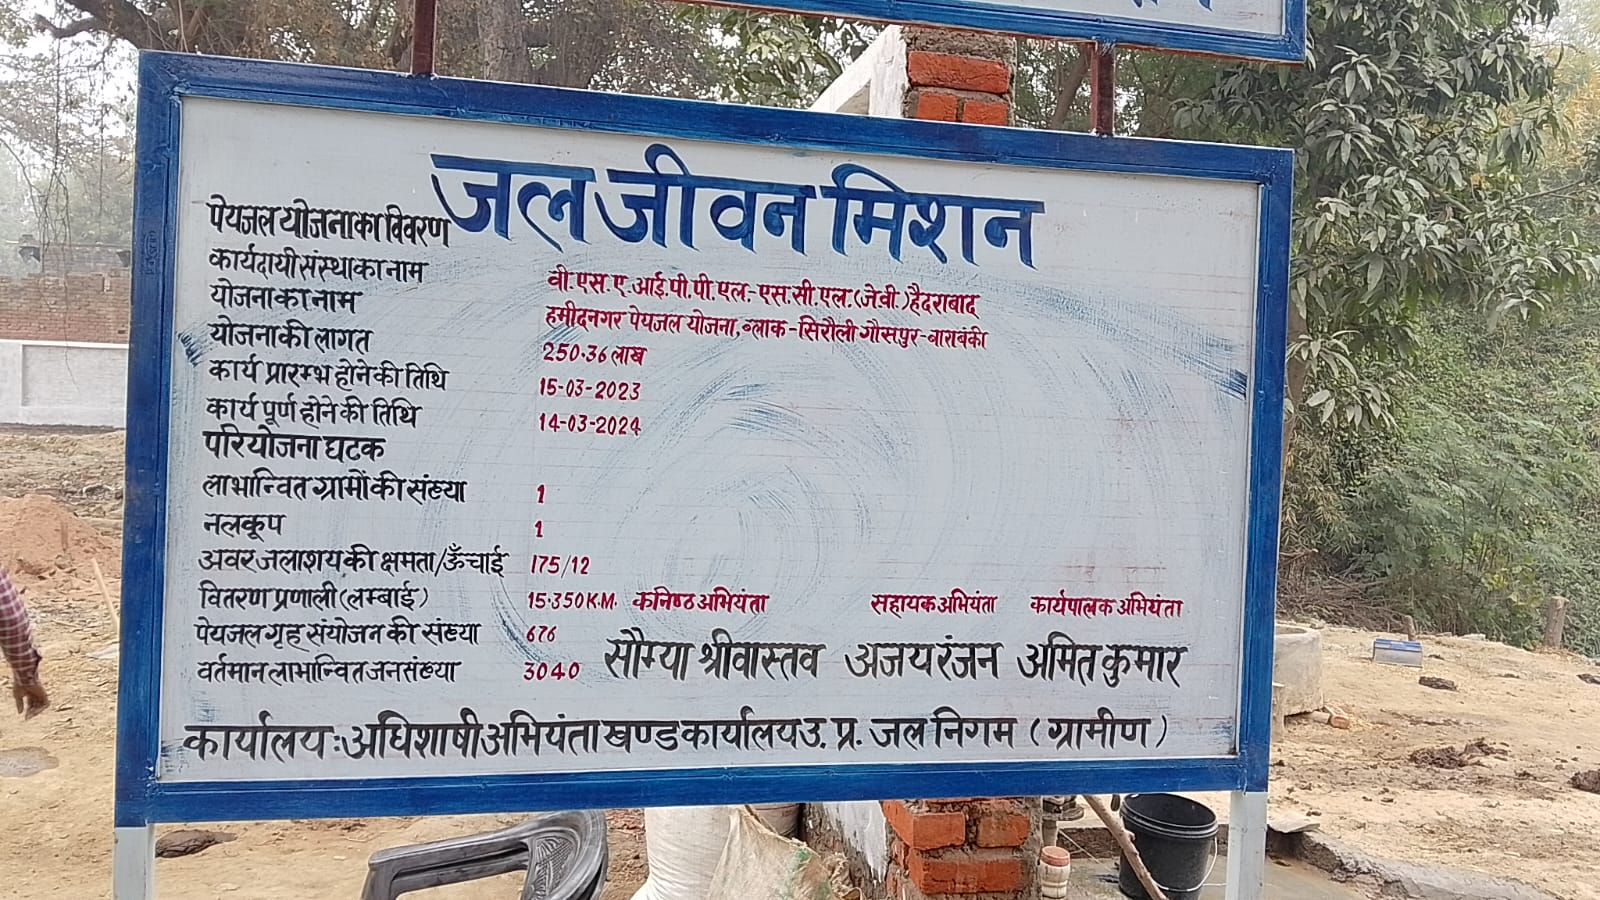 जल जीवन मिशन
पेयजल योजना का विवरण
कार्यदायी संस्था का नाम वी.एस.ए.आई.पी.पी.एल.-एस.सी.एल.(जे.वी.) हैदराबाद
योजना का नाम हमीदनगर पेयजल योजना, ब्लाक-सिरौली गौसपुर-बाराबंकी
योजना की लागत 250.36 लाख
कार्य प्रारम्भ होने की तिथि 15-03-2023
कार्य पूर्ण होने की तिथि 14-03-2024
परियोजना घटक
लाभान्वित ग्रामों की संख्या 1
नलकूप 1
अवर जलाशय की क्षमता/ऊँचाई 175/12
वितरण प्रणाली (लम्बाई) 15.350 K.M. कनिष्ठ अभियंता सहायक अभियंता कार्यपालक अभियंता
पेयजल गृह संयोजन की संख्या 676
वर्तमान लाभान्वित जनसंख्या 3040 सौम्या श्रीवास्तव अजय रंजन अमित कुमार
कार्यालय:अधिशाषी अभियंता खण्ड कार्यालय उ. प्र. जल निगम (ग्रामीण)